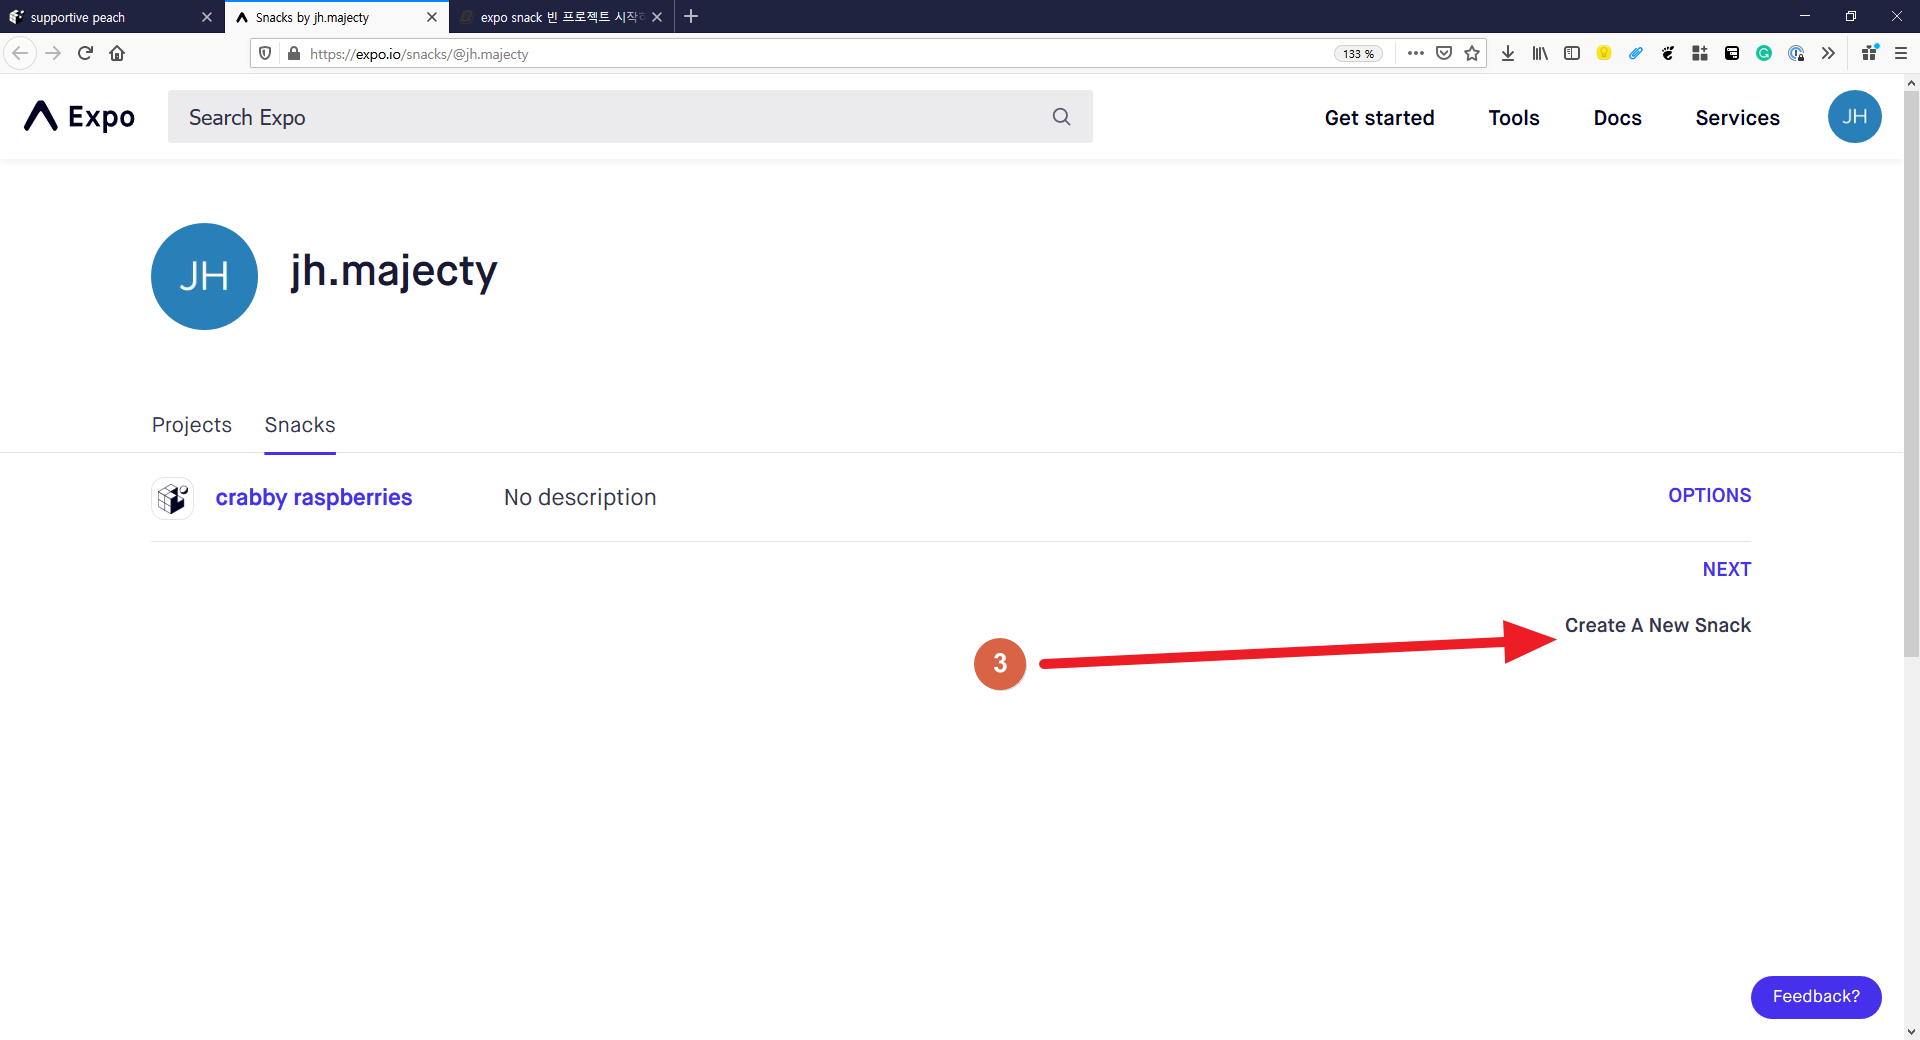 supportive peach
Snacks by jh.majecty
expo snack 빈 프로젝트 시작
https://expo.io/snacks/@jh.majecty
133 %
Expo
Search Expo
Get started
Tools
Docs
Services
JH
JH
jh.majecty
Projects
Snacks
crabby raspberries
No description
OPTIONS
NEXT
Create A New Snack
3
Feedback?